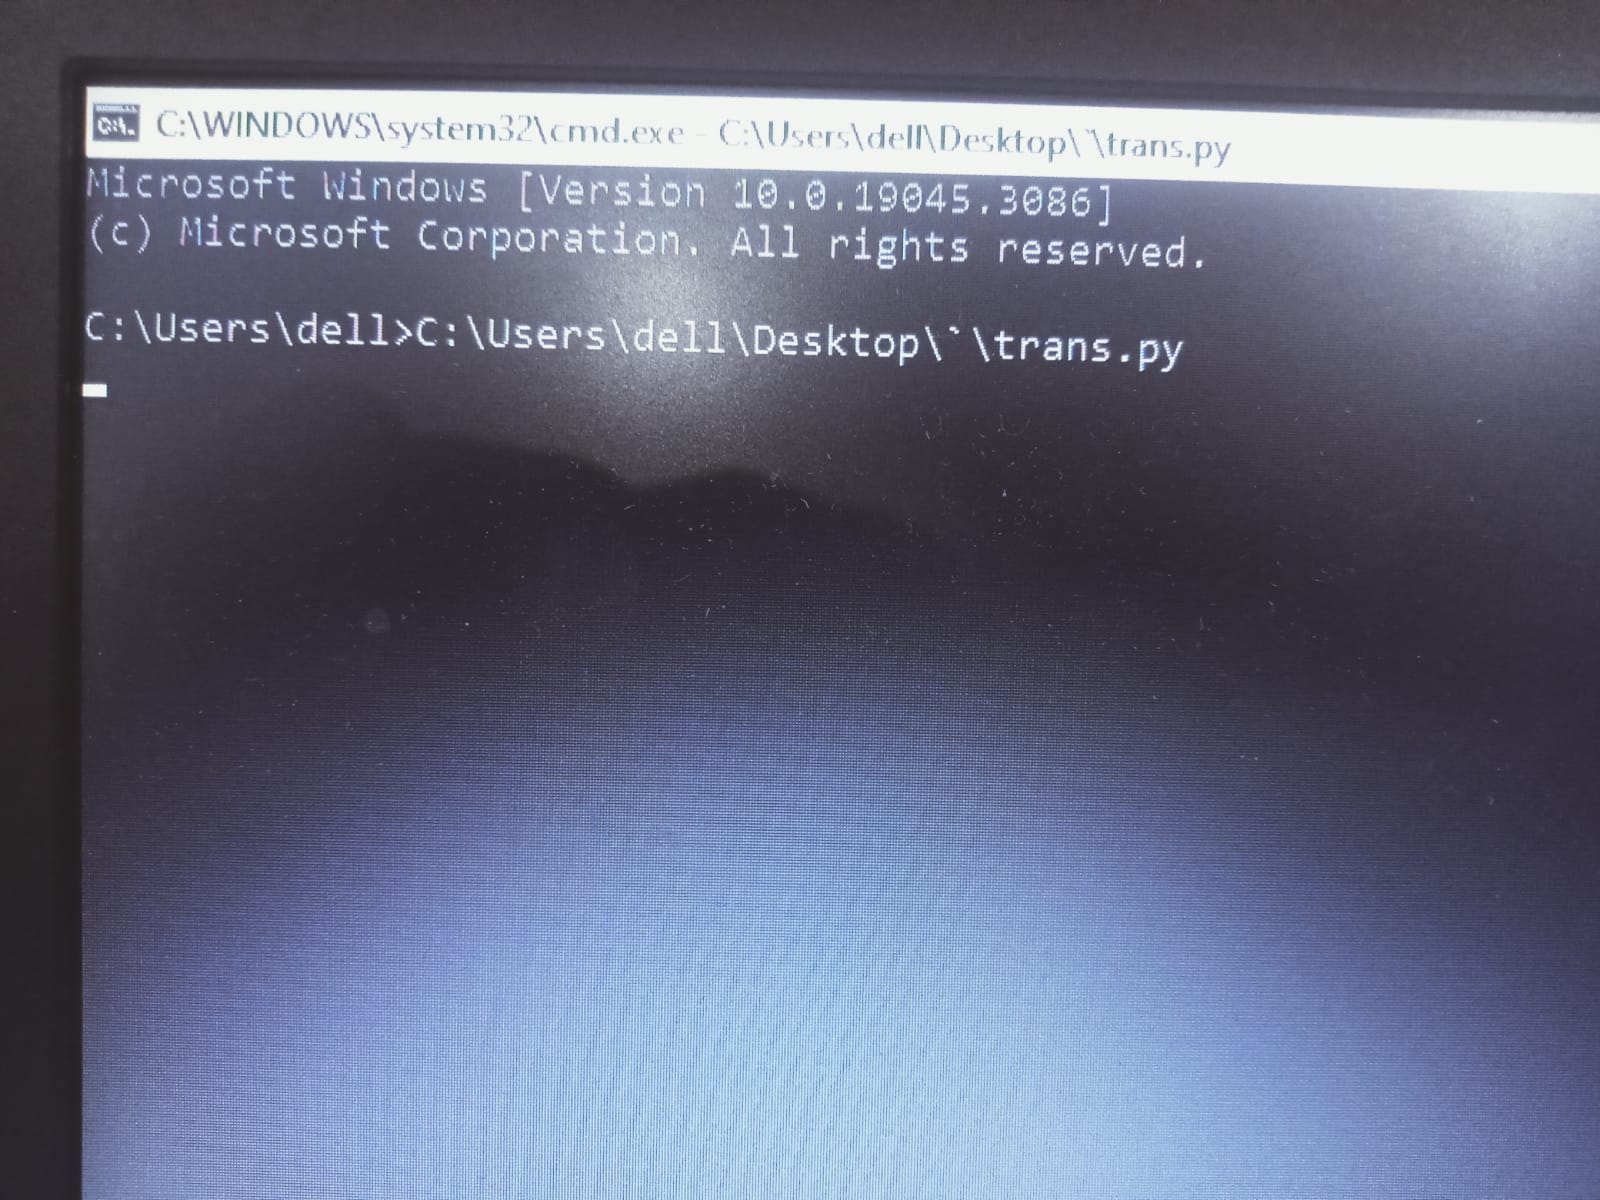 C:\WINDOWS\system32\cmd.exe - C:\Users\dell\Desktop\`\trans.py
Microsoft Windows [Version 10.0.19045.3086]
(c) Microsoft Corporation. All rights reserved.
C:\Users\dell>C:\Users\dell\Desktop\`\trans.py